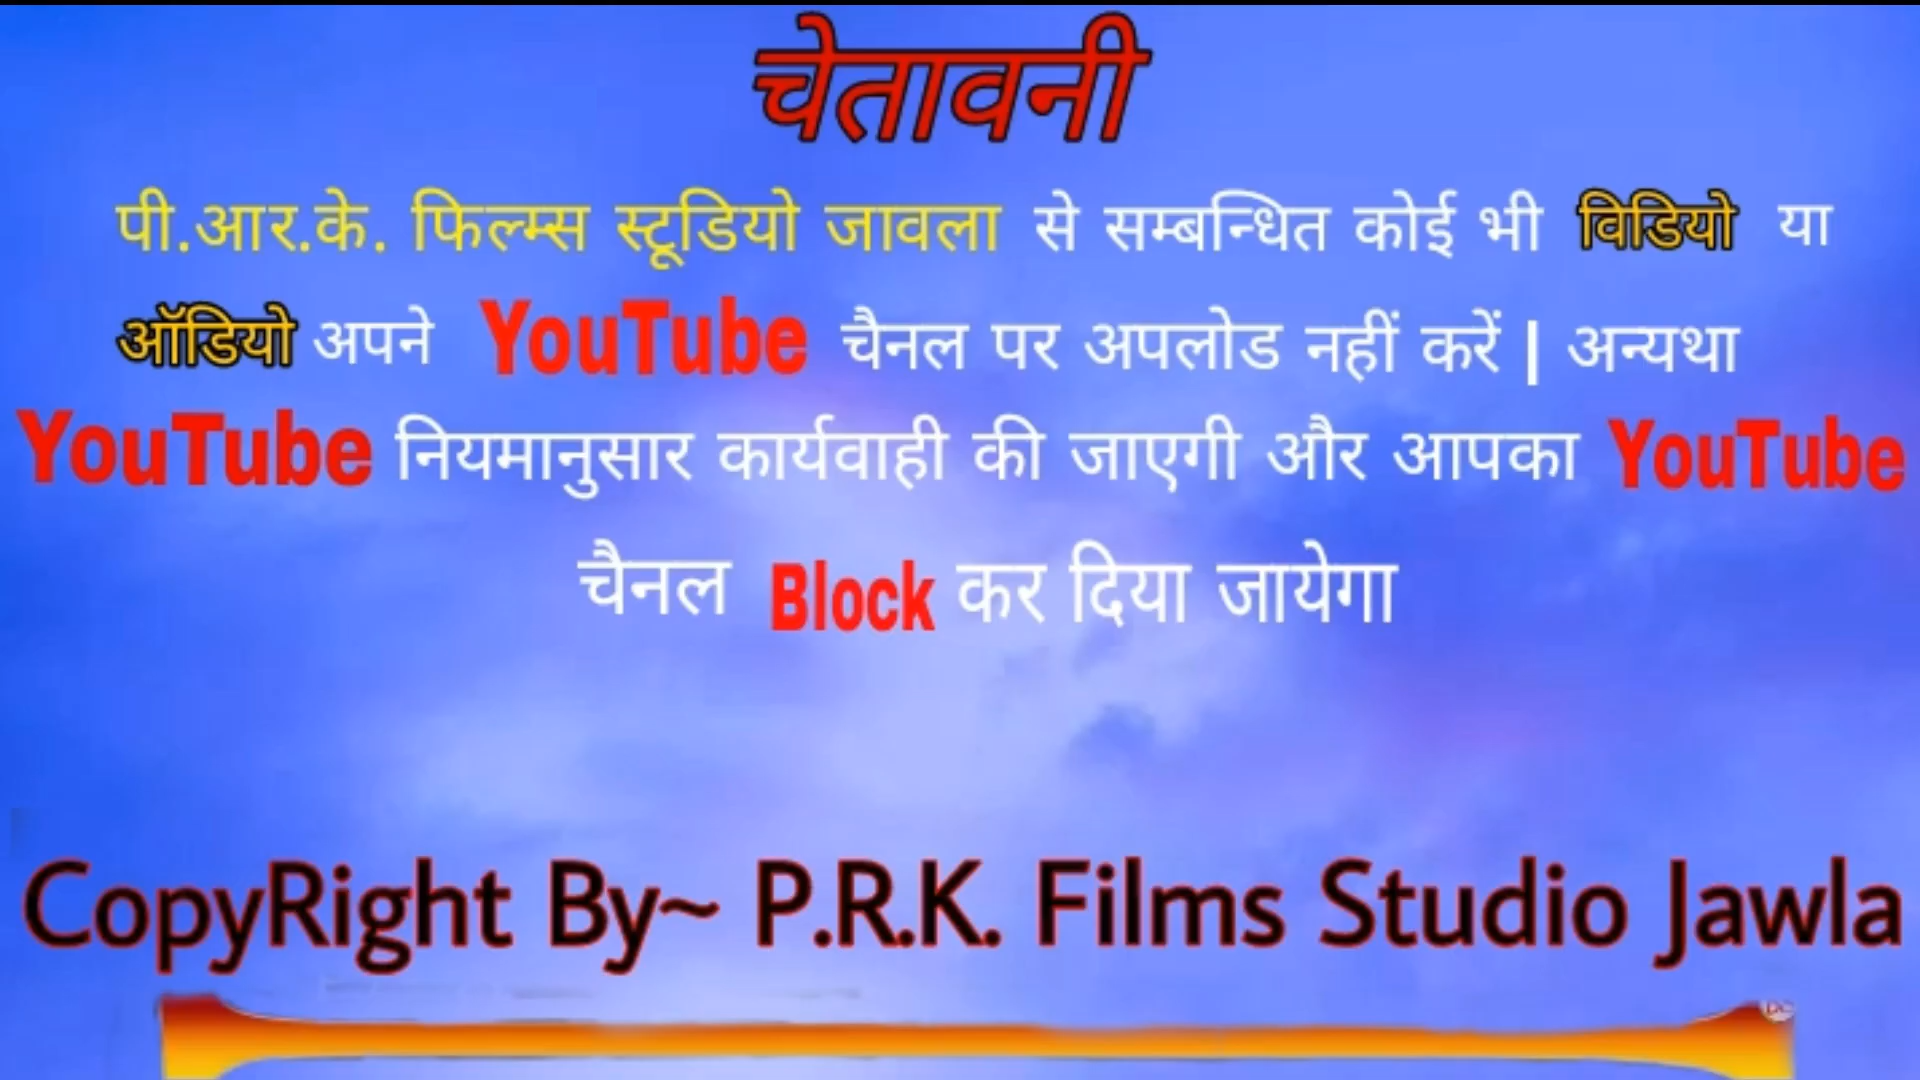 चेतावनी
पी.आर.के. फिल्म्स स्टूडियो जावला से सम्बन्धित कोई भी विडियो या
ऑडियो अपने YouTube चैनल पर अपलोड नहीं करें | अन्यथा
YouTube नियमानुसार कार्यवाही की जाएगी और आपका YouTube
चैनल Block कर दिया जायेगा
CopyRight By~ P.R.K. Films Studio Jawla